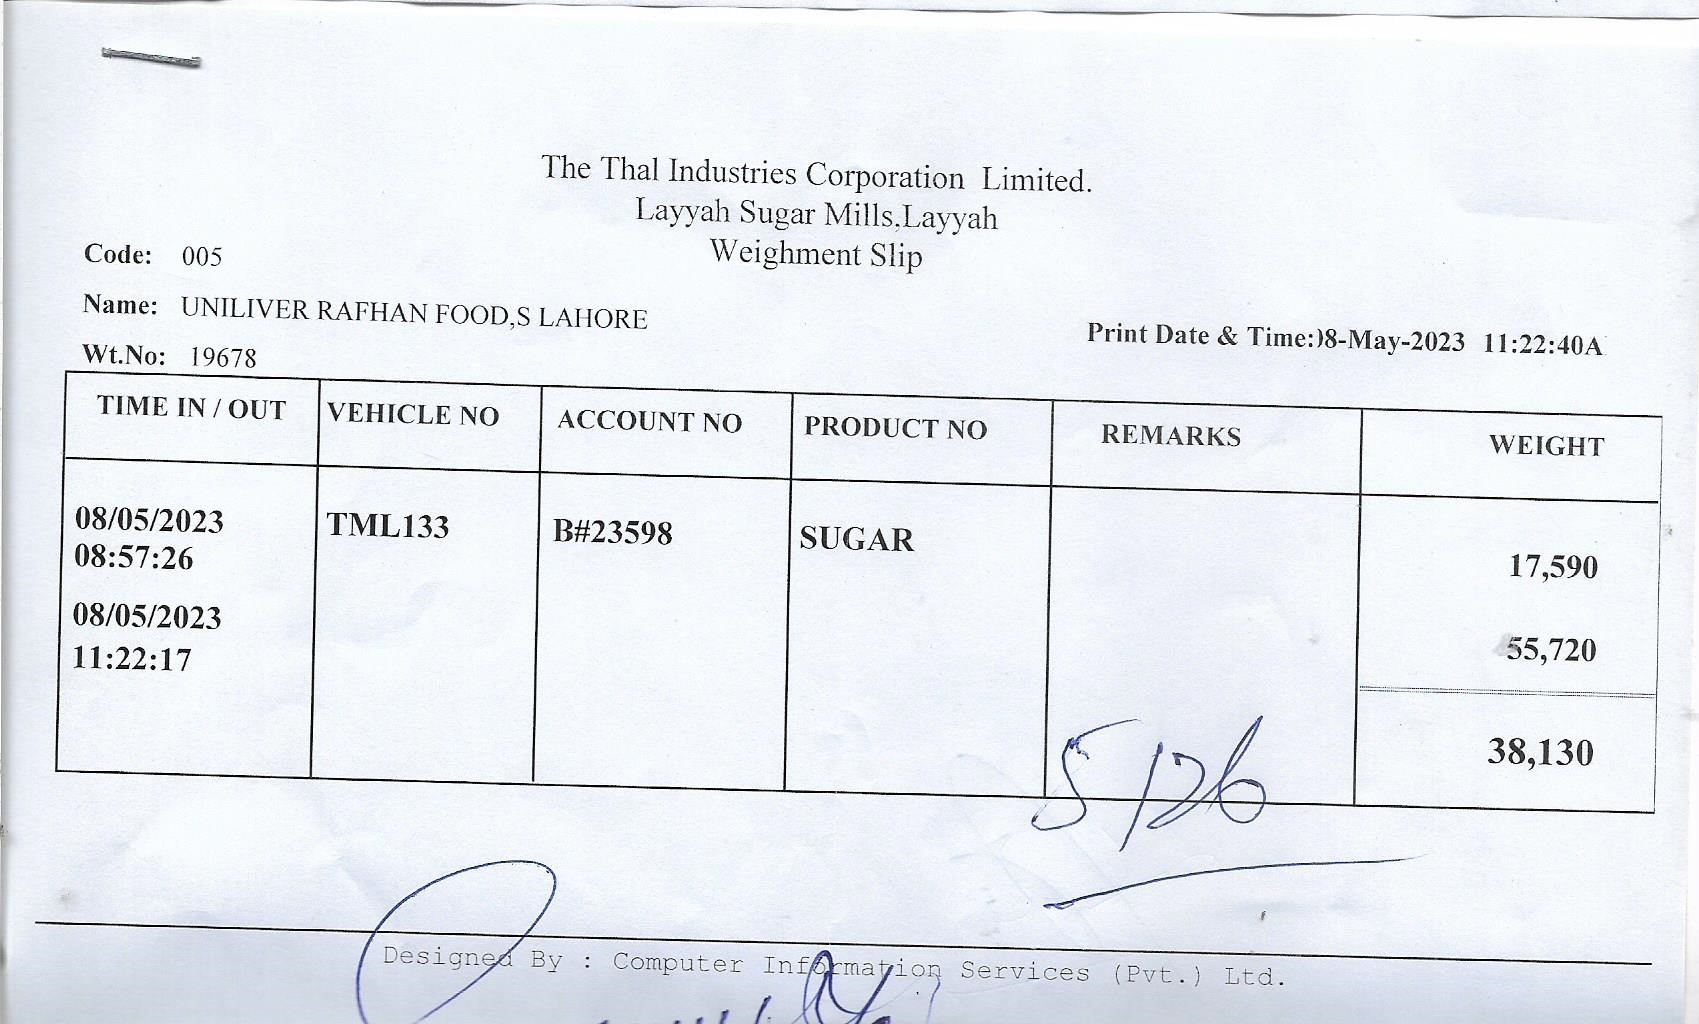 The Thal Industries Corporation Limited.
Layyah Sugar Mills,Layyah
Weighment Slip
Code: 005
Name: UNILIVER RAFHAN FOOD,S LAHORE
Print Date & Time:)8-May-2023 11:22:40A
Wt.No: 19678
TIME IN / OUT VEHICLE NO ACCOUNT NO PRODUCT NO REMARKS WEIGHT
08/05/2023 TML133 B#23598 SUGAR 17,590
08:57:26
08/05/2023 55,720
11:22:17
38,130
5126
Designed By : Computer Information Services (Pvt.) Ltd.